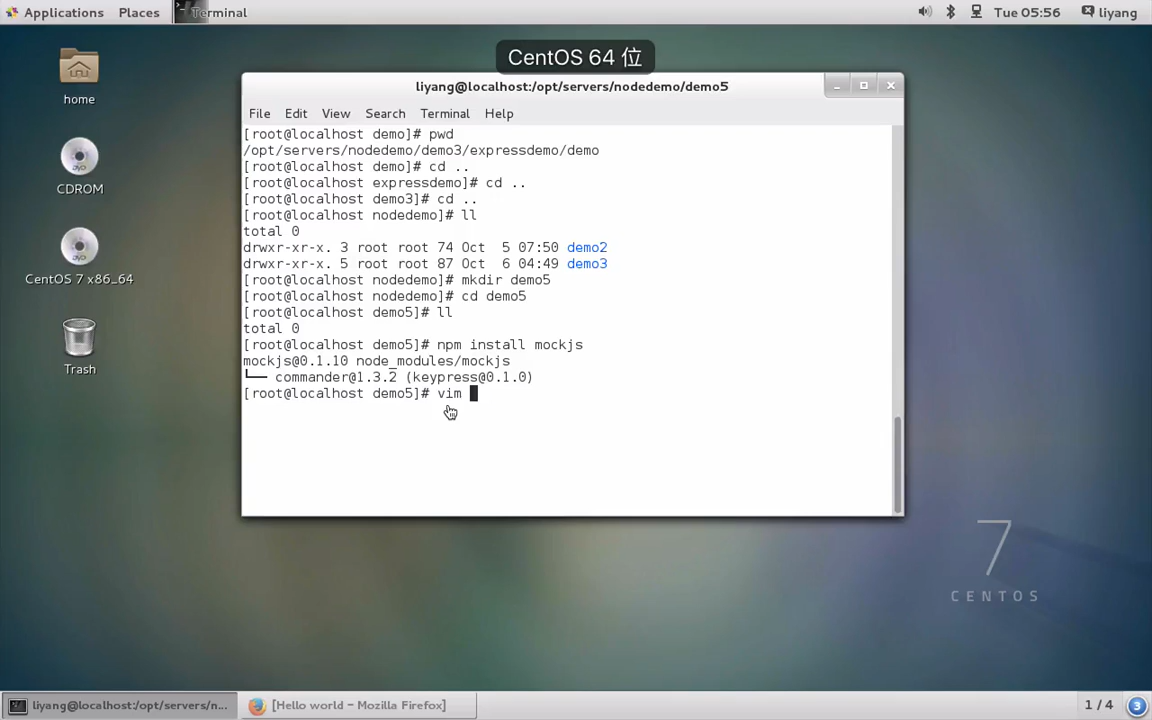 Applications Places Terminal Tue 05:56 liyang
CentOS 64 位
home
CDROM
CentOS 7 x86_64
Trash
liyang@localhost:/opt/servers/nodedemo/demo5
File Edit View Search Terminal Help
[root@localhost demo]# pwd
/opt/servers/nodedemo/demo3/expressdemo/demo
[root@localhost demo]# cd ..
[root@localhost expressdemo]# cd ..
[root@localhost demo3]# cd ..
[root@localhost nodedemo]# ll
total 0
drwxr-xr-x. 3 root root 74 Oct  5 07:50 demo2
drwxr-xr-x. 5 root root 87 Oct  6 04:49 demo3
[root@localhost nodedemo]# mkdir demo5
[root@localhost nodedemo]# cd demo5
[root@localhost demo5]# ll
total 0
[root@localhost demo5]# npm install mockjs
mockjs@0.1.10 node_modules/mockjs
└── commander@1.3.2 (keypress@0.1.0)
[root@localhost demo5]# vim
7
CENTOS
liyang@localhost:/opt/servers/n... [Hello world – Mozilla Firefox] 1 / 4 3